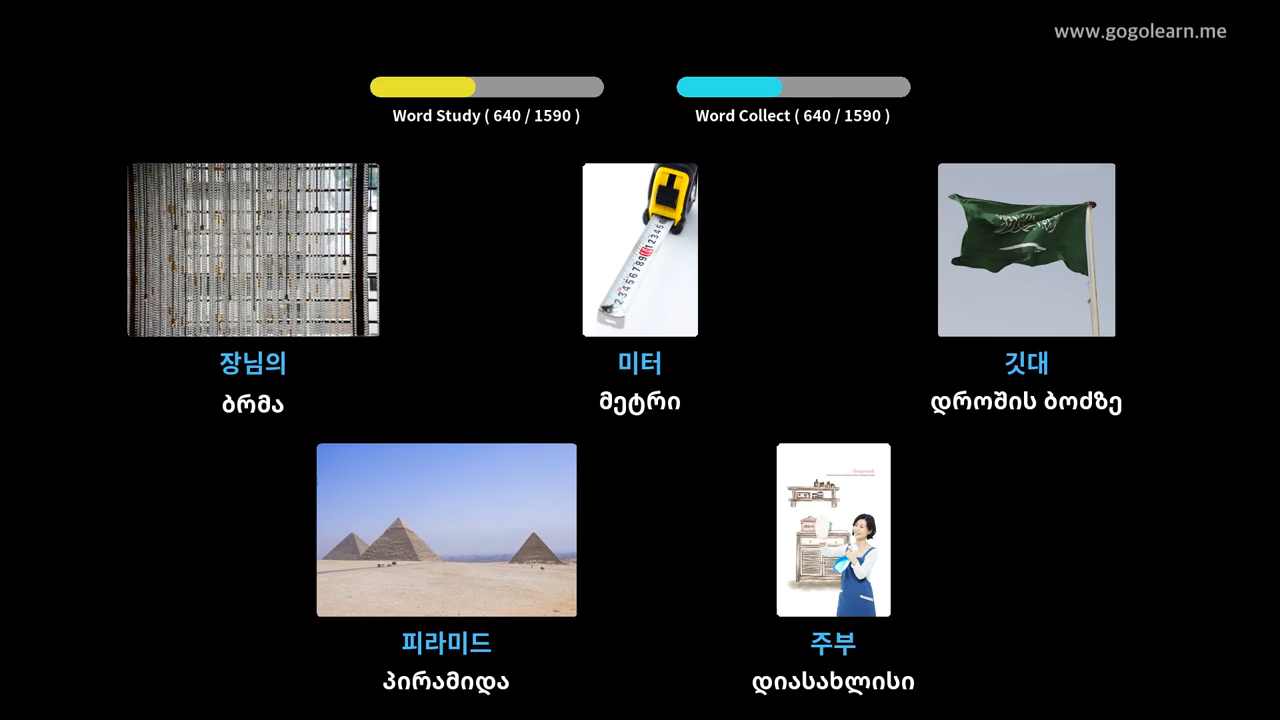 www.gogolearn.me
Word Study ( 640 / 1590 )
Word Collect ( 640 / 1590 )
장님의
ბრმა
미터
მეტრი
깃대
დროშის ბოძზე
피라미드
პირამიდა
주부
დიასახლისი